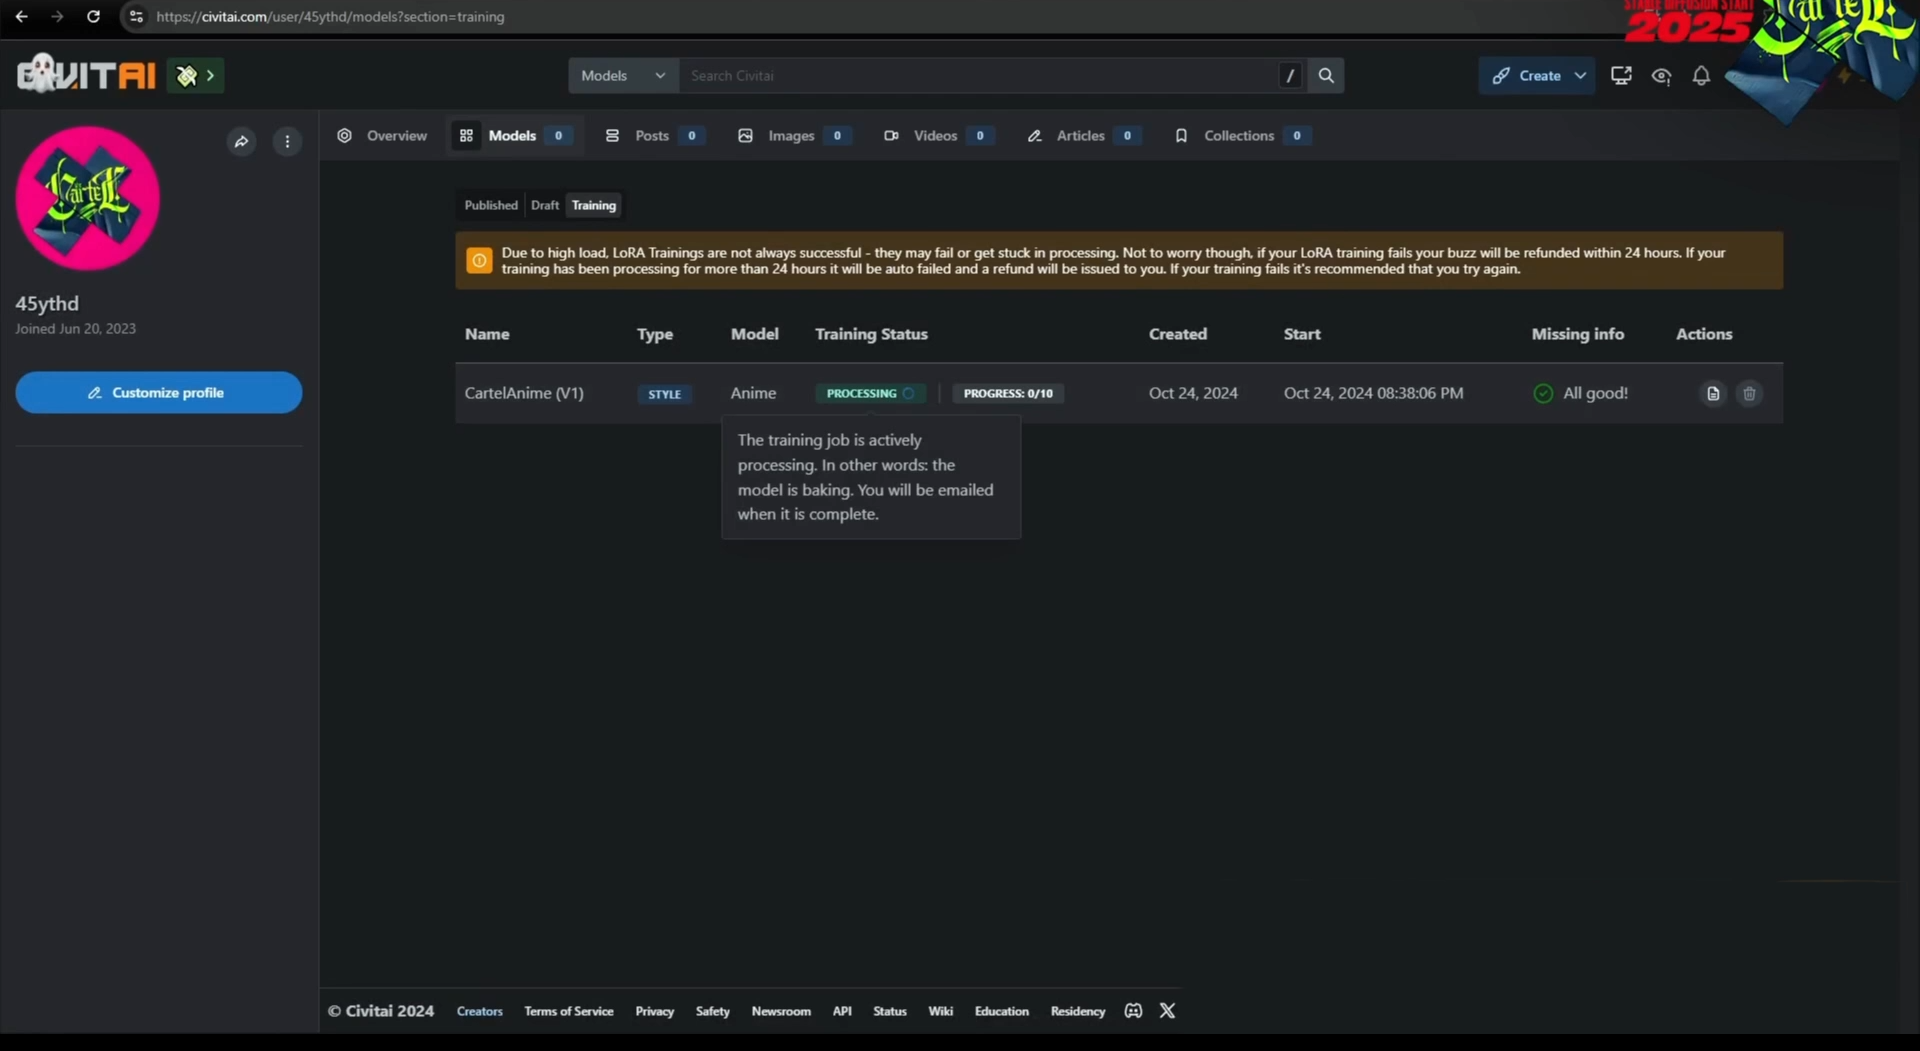 https://civitai.com/user/45ythd/models?section=training
STABLE DIFFUSION START
2025
CIVITAI
Models
Search Civitai
/
Create
Overview
Models 0
Posts 0
Images 0
Videos 0
Articles 0
Collections 0
CarteL
45ythd
Joined Jun 20, 2023
Customize profile
Published
Draft
Training
Due to high load, LoRA Trainings are not always successful - they may fail or get stuck in processing. Not to worry though, if your LoRA training fails your buzz will be refunded within 24 hours. If your
training has been processing for more than 24 hours it will be auto failed and a refund will be issued to you. If your training fails it's recommended that you try again.
Name Type Model Training Status Created Start Missing info Actions
CartelAnime (V1) STYLE Anime PROCESSING PROGRESS: 0/10 Oct 24, 2024 Oct 24, 2024 08:38:06 PM All good!
The training job is actively
processing. In other words: the
model is baking. You will be emailed
when it is complete.
© Civitai 2024 Creators Terms of Service Privacy Safety Newsroom API Status Wiki Education Residency